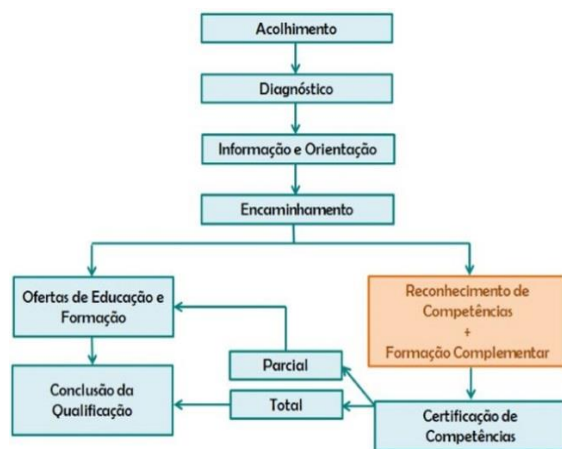 Acolhimento
Diagnóstico
Informação e Orientação
Encaminhamento
Ofertas de Educação e
Formação
Reconhecimento de
Competências
+
Formação Complementar
Parcial
Conclusão da
Qualificação
Total
Certificação de
Competências